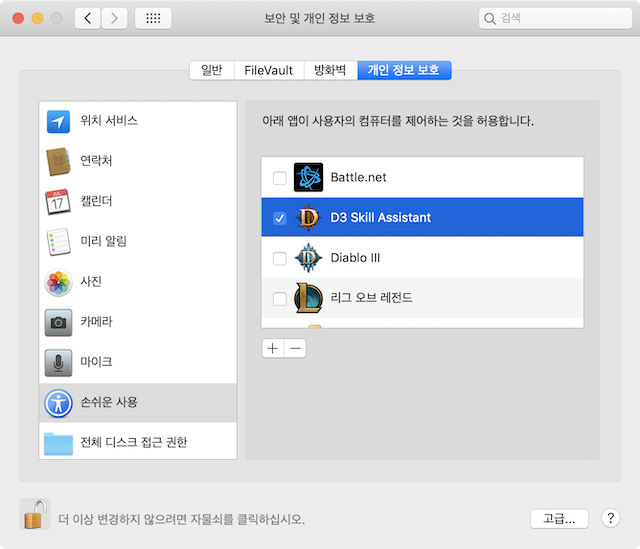 보안 및 개인 정보 보호
검색
일반
FileVault
방화벽
개인 정보 보호
위치 서비스
연락처
JUL
17
캘린더
미리 알림
사진
카메라
마이크
손쉬운 사용
전체 디스크 접근 권한
아래 앱이 사용자의 컴퓨터를 제어하는 것을 허용합니다.
Battle.net
D3 Skill Assistant
Diablo III
리그 오브 레전드
더 이상 변경하지 않으려면 자물쇠를 클릭하십시오.
고급...
?